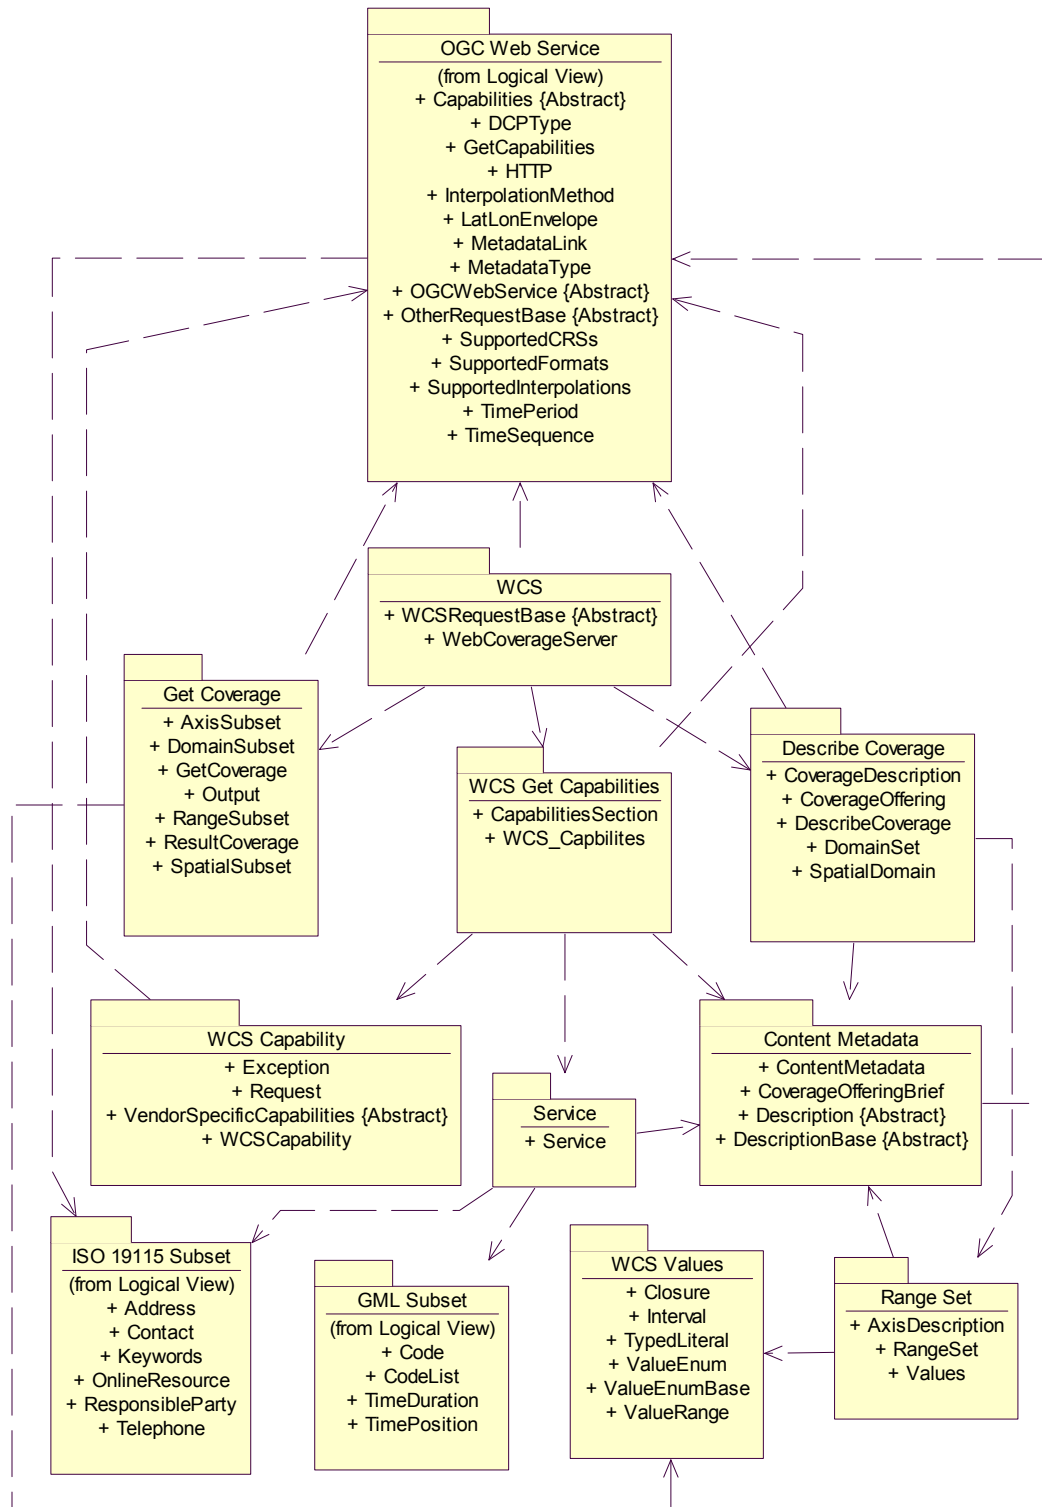 OGC Web Service
(from Logical View)
+ Capabilities {Abstract}
+ DCPType
+ GetCapabilities
+ HTTP
+ InterpolationMethod
+ LatLonEnvelope
+ MetadataLink
+ MetadataType
+ OGCWebService {Abstract}
+ OtherRequestBase {Abstract}
+ SupportedCRSs
+ SupportedFormats
+ SupportedInterpolations
+ TimePeriod
+ TimeSequence
WCS
+ WCSRequestBase {Abstract}
+ WebCoverageServer
Get Coverage
+ AxisSubset
+ DomainSubset
+ GetCoverage
+ Output
+ RangeSubset
+ ResultCoverage
+ SpatialSubset
WCS Get Capabilities
+ CapabilitiesSection
+ WCS_Capbilites
Describe Coverage
+ CoverageDescription
+ CoverageOffering
+ DescribeCoverage
+ DomainSet
+ SpatialDomain
WCS Capability
+ Exception
+ Request
+ VendorSpecificCapabilities {Abstract}
+ WCSCapability
Service
+ Service
Content Metadata
+ ContentMetadata
+ CoverageOfferingBrief
+ Description {Abstract}
+ DescriptionBase {Abstract}
ISO 19115 Subset
(from Logical View)
+ Address
+ Contact
+ Keywords
+ OnlineResource
+ ResponsibleParty
+ Telephone
GML Subset
(from Logical View)
+ Code
+ CodeList
+ TimeDuration
+ TimePosition
WCS Values
+ Closure
+ Interval
+ TypedLiteral
+ ValueEnum
+ ValueEnumBase
+ ValueRange
Range Set
+ AxisDescription
+ RangeSet
+ Values